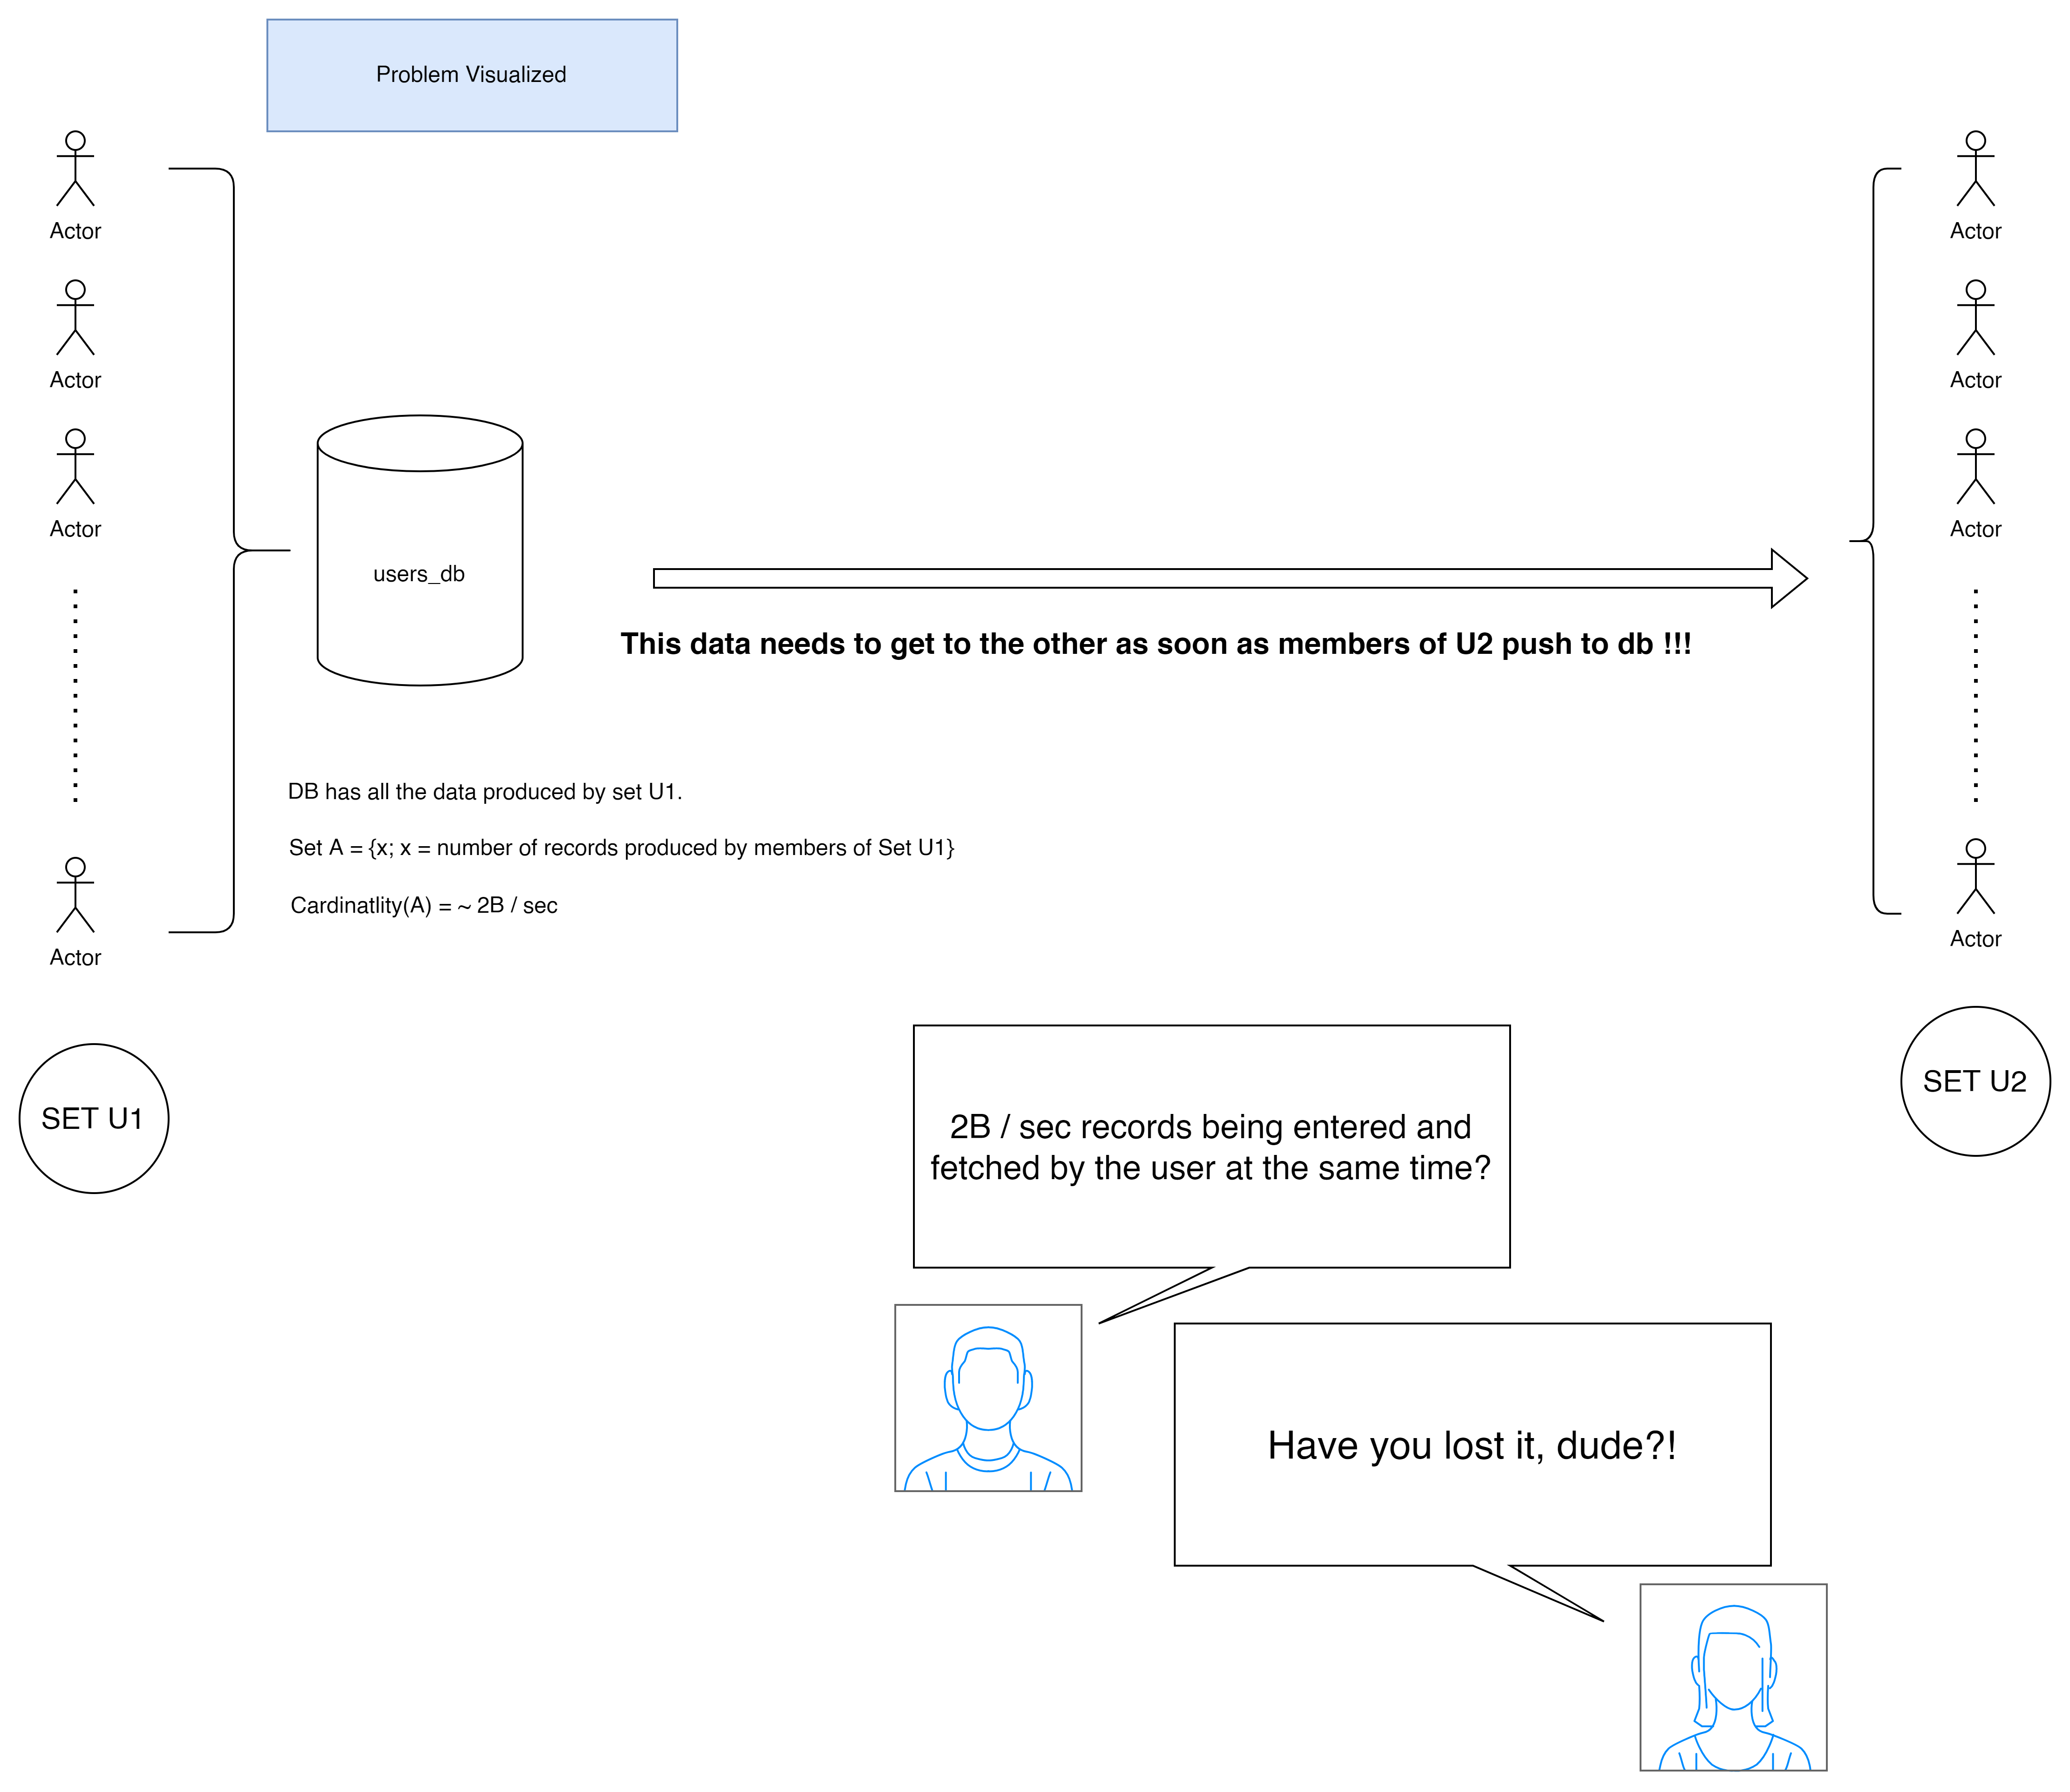 Problem Visualized
Actor
Actor
Actor
Actor
Actor
Actor
users_db
This data needs to get to the other as soon as members of U2 push to db !!!
DB has all the data produced by set U1.
Set A = {x; x = number of records produced by members of Set U1}
Cardinatlity(A) = ~ 2B / sec
Actor
Actor
SET U1
SET U2
2B / sec records being entered and
fetched by the user at the same time?
Have you lost it, dude?!